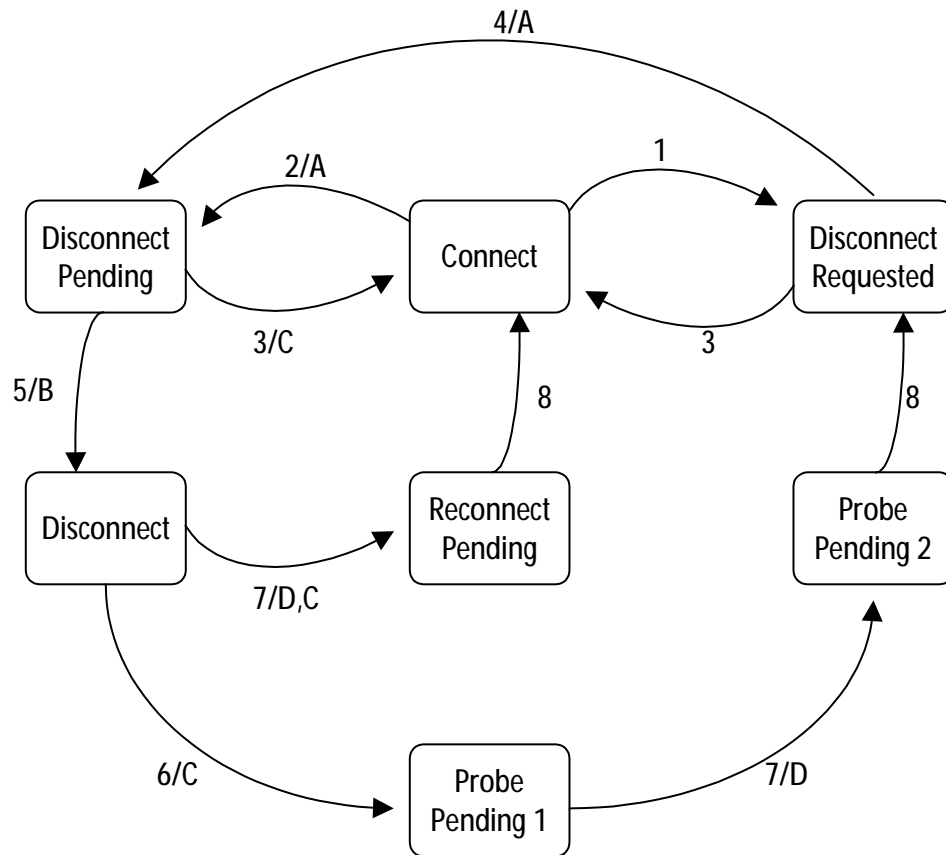 4/A
2/A
1
Disconnect
Pending
Connect
Disconnect
Requested
3/C
3
5/B
8
8
Disconnect
Reconnect
Pending
Probe
Pending 2
7/D,C
6/C
Probe
Pending 1
7/D